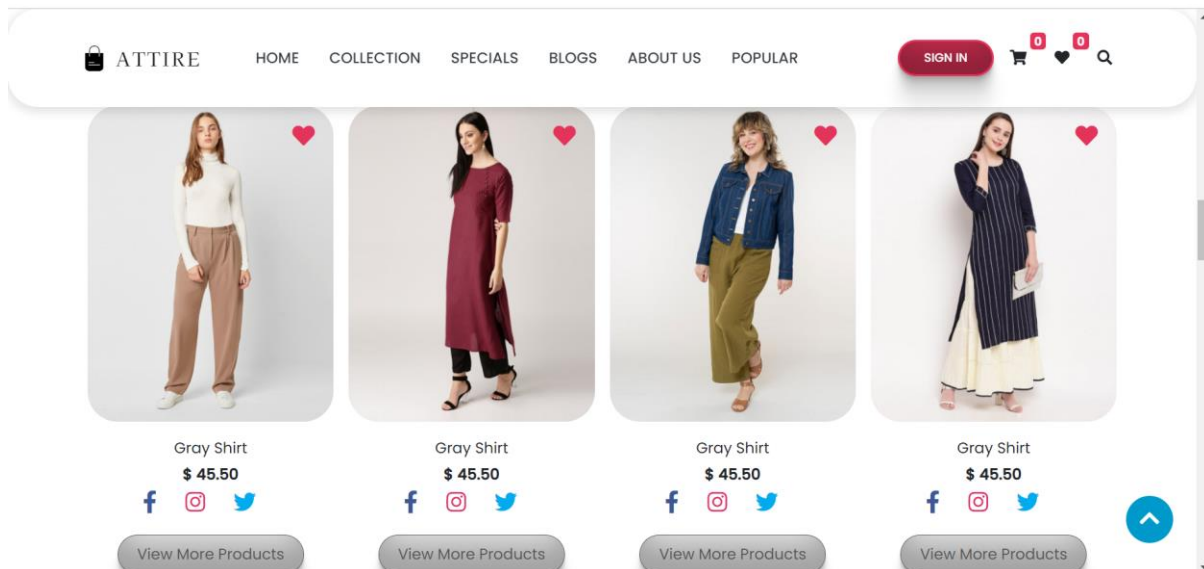 ATTIRE HOME COLLECTION SPECIALS BLOGS ABOUT US POPULAR SIGN IN 0 0
Gray Shirt Gray Shirt Gray Shirt Gray Shirt
$ 45.50 $ 45.50 $ 45.50 $ 45.50
View More Products View More Products View More Products View More Products